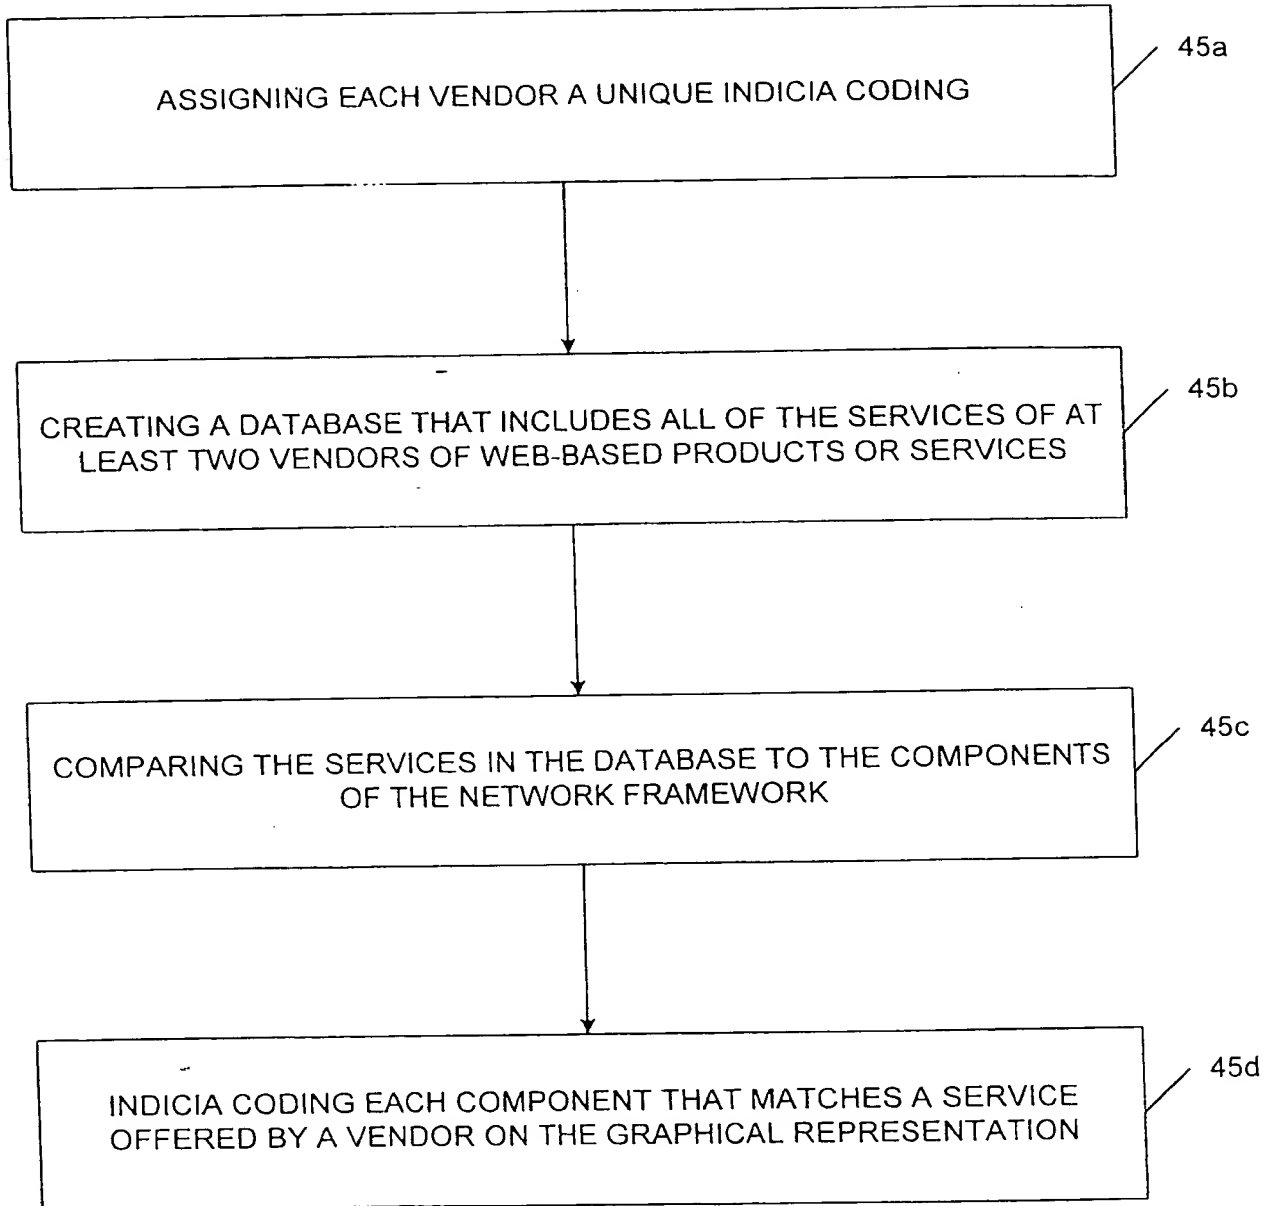 45a
ASSIGNING EACH VENDOR A UNIQUE INDICIA CODING
45b
CREATING A DATABASE THAT INCLUDES ALL OF THE SERVICES OF AT
LEAST TWO VENDORS OF WEB-BASED PRODUCTS OR SERVICES
45c
COMPARING THE SERVICES IN THE DATABASE TO THE COMPONENTS
OF THE NETWORK FRAMEWORK
45d
INDICIA CODING EACH COMPONENT THAT MATCHES A SERVICE
OFFERED BY A VENDOR ON THE GRAPHICAL REPRESENTATION